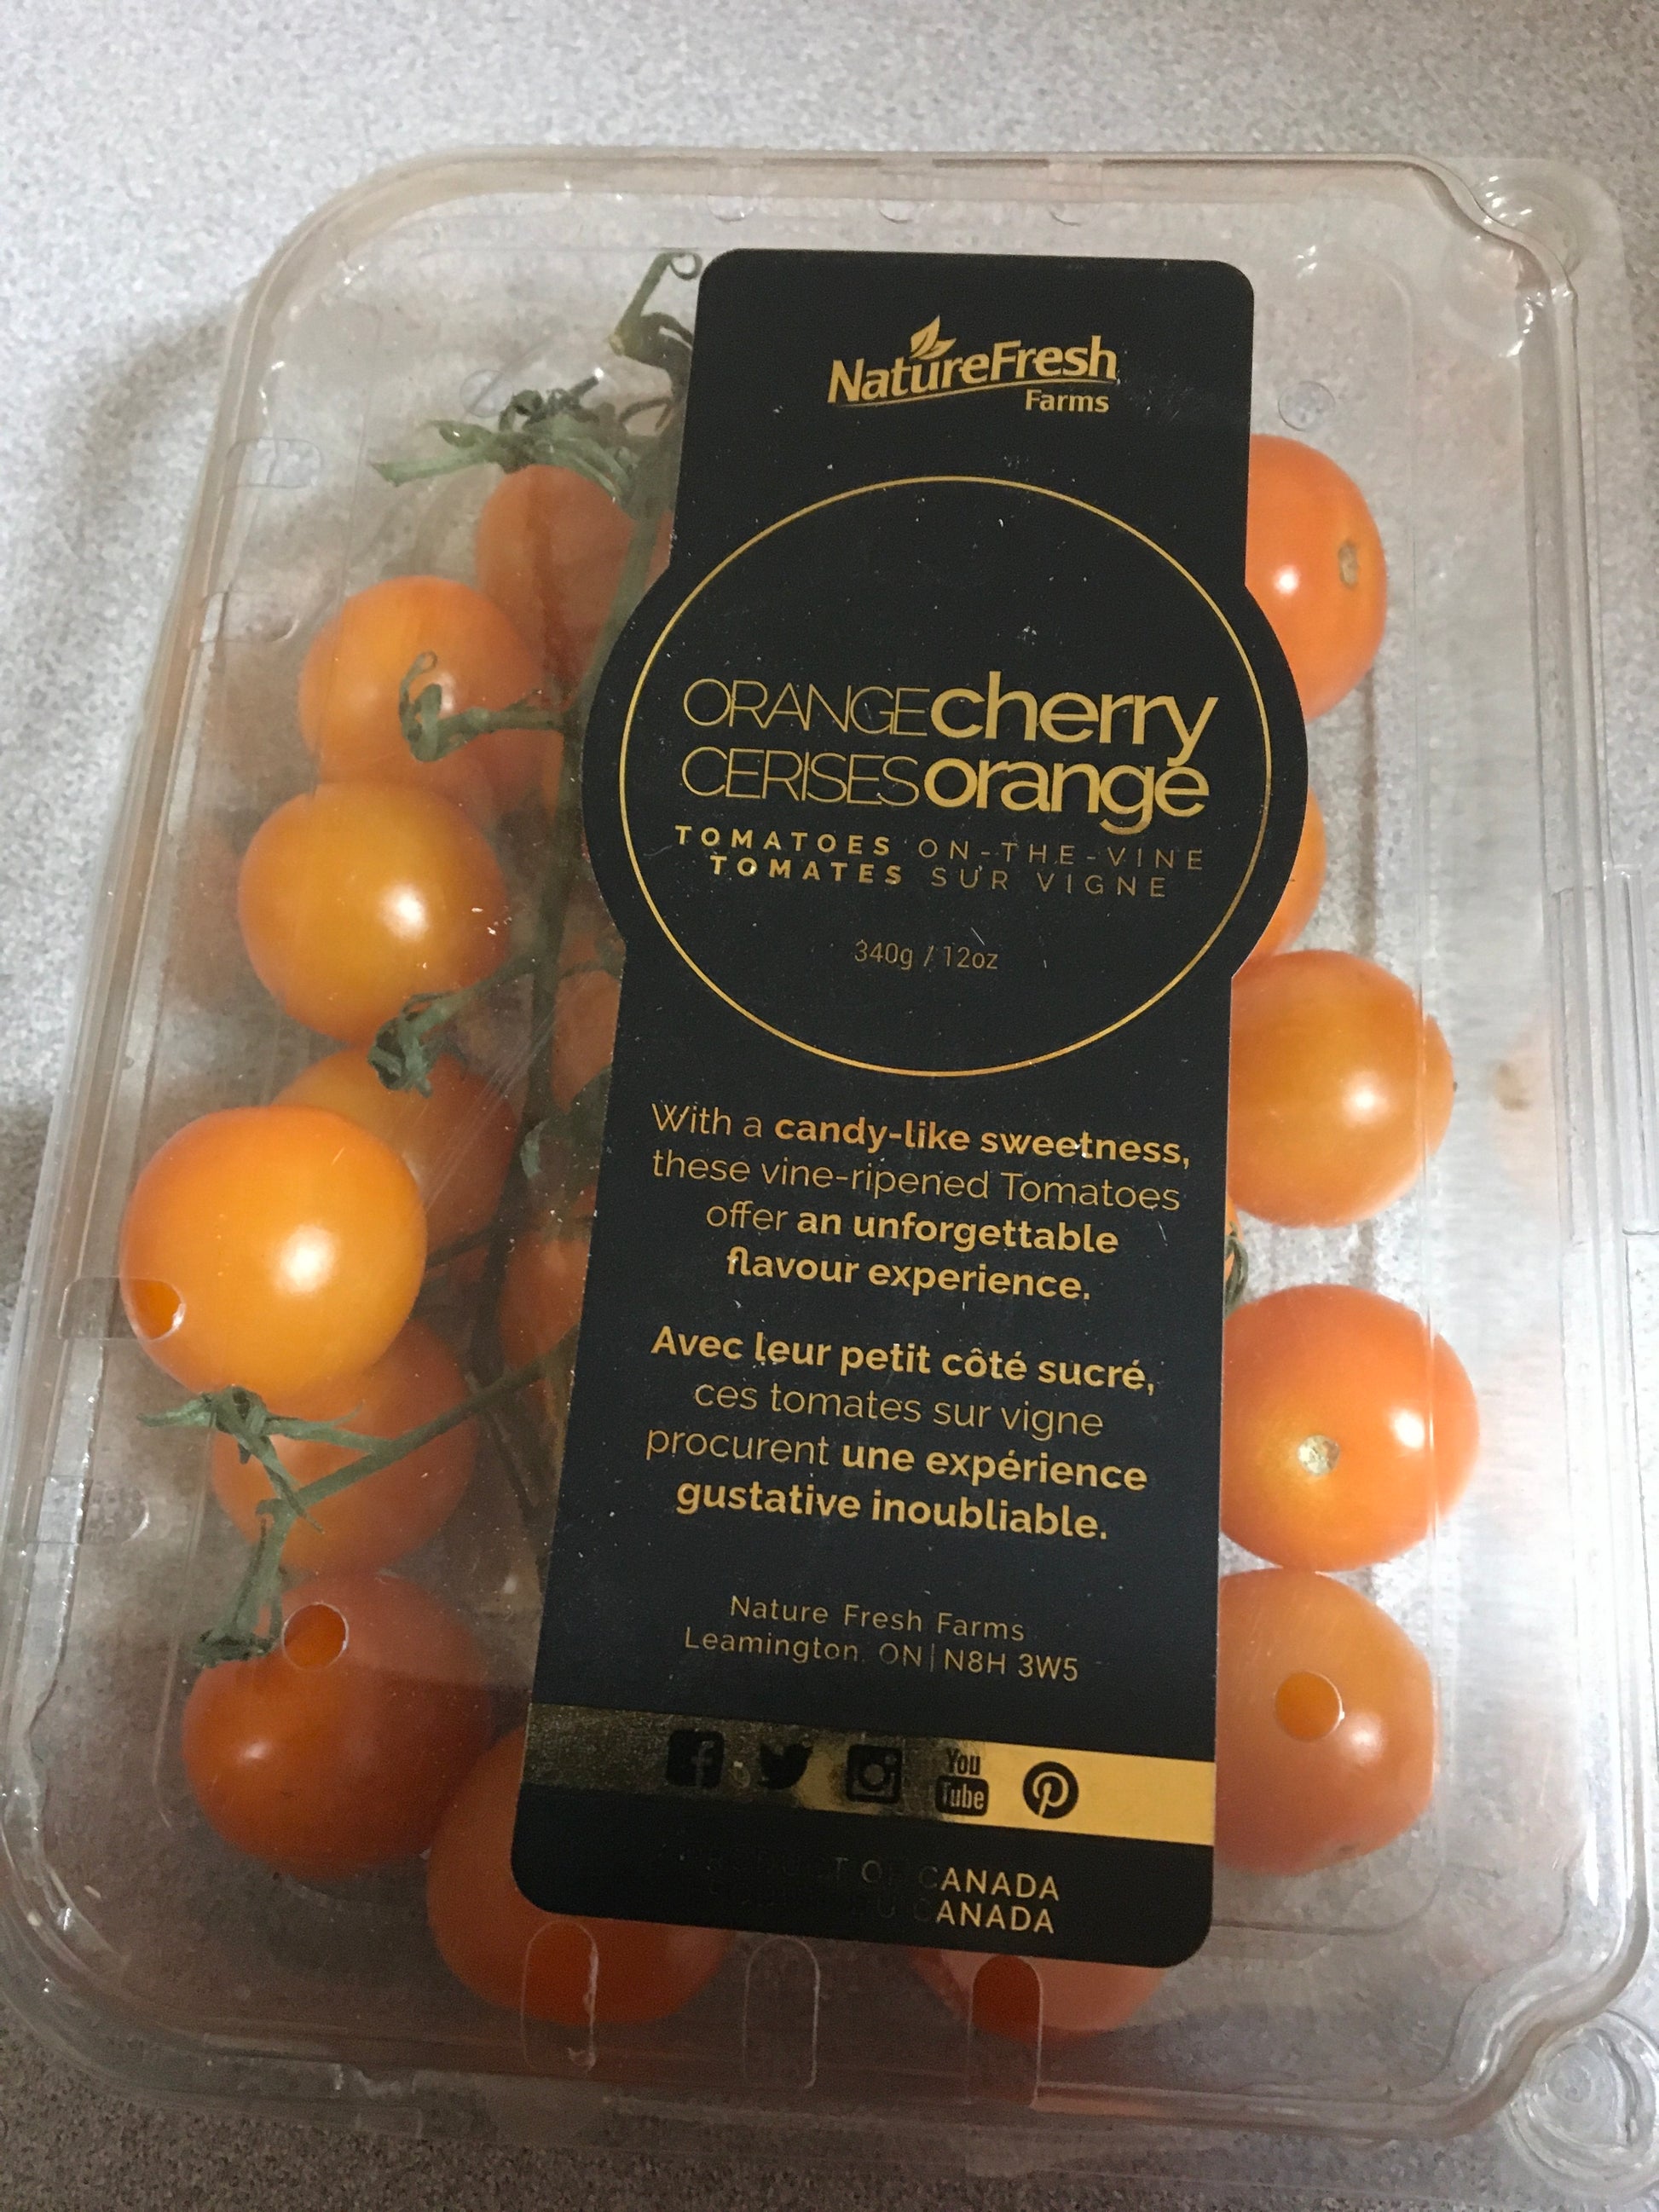 NatureFresh
Farms
ORANGEcherry
CERISESorange
TOMATOES ON-THE-VINE
TOMATES SUR VIGNE
340g / 12oz
With a candy-like sweetness,
these vine-ripened Tomatoes
offer an unforgettable
flavour experience.
Avec leur petit côté sucré,
ces tomates sur vigne
procurent une expérience
gustative inoubliable.
Nature Fresh Farms
Leamington, ON | N8H 3W5
You
Tube
OF CANADA
DU CANADA